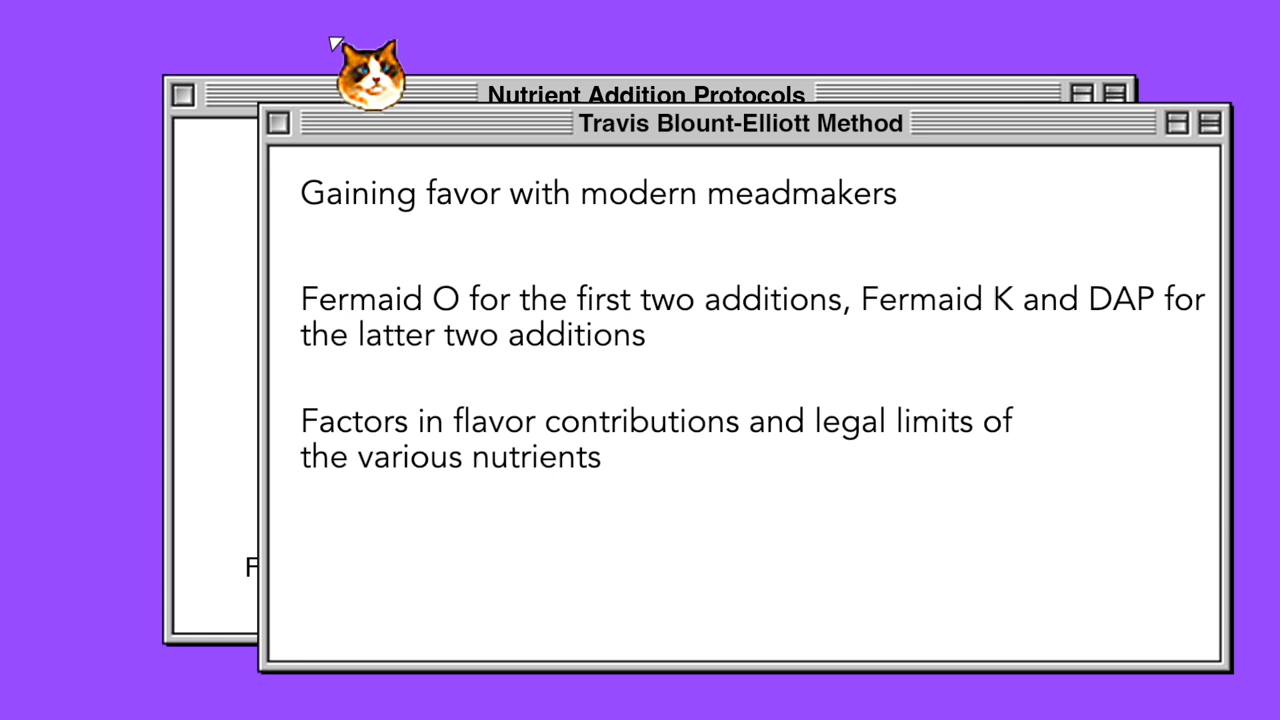 Nutrient Addition Protocols
Travis Blount-Elliott Method
Gaining favor with modern meadmakers
Fermaid O for the first two additions, Fermaid K and DAP for
the latter two additions
Factors in flavor contributions and legal limits of
the various nutrients
F